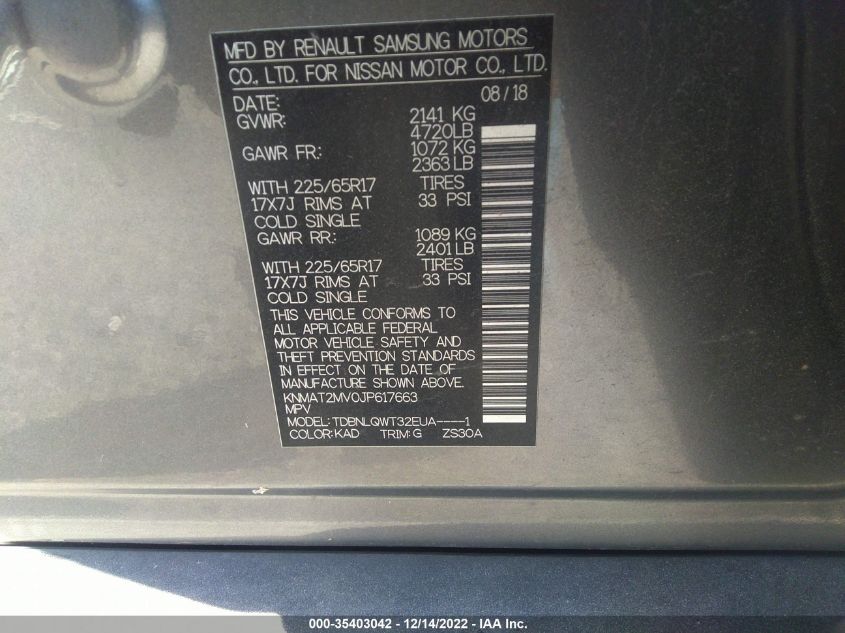 MFD BY RENAULT SAMSUNG MOTORS
CO., LTD. FOR NISSAN MOTOR CO., LTD.
DATE: 08/18
GVWR: 2141 KG
4720LB
GAWR FR: 1072 KG
2363 LB
WITH 225/65R17 TIRES
17X7J RIMS AT 33 PSI
COLD SINGLE
GAWR RR: 1089 KG
2401 LB
WITH 225/65R17 TIRES
17X7J RIMS AT 33 PSI
COLD SINGLE
THIS VEHICLE CONFORMS TO
ALL APPLICABLE FEDERAL
MOTOR VEHICLE SAFETY AND
THEFT PREVENTION STANDARDS
IN EFFECT ON THE DATE OF
MANUFACTURE SHOWN ABOVE.
KNMAT2MV0JP617663
MPV
MODEL: TDBNLQWT32EUA----1
COLOR: KAD TRIM: G ZS30A
000-35403042 - 12/14/2022 - IAA Inc.